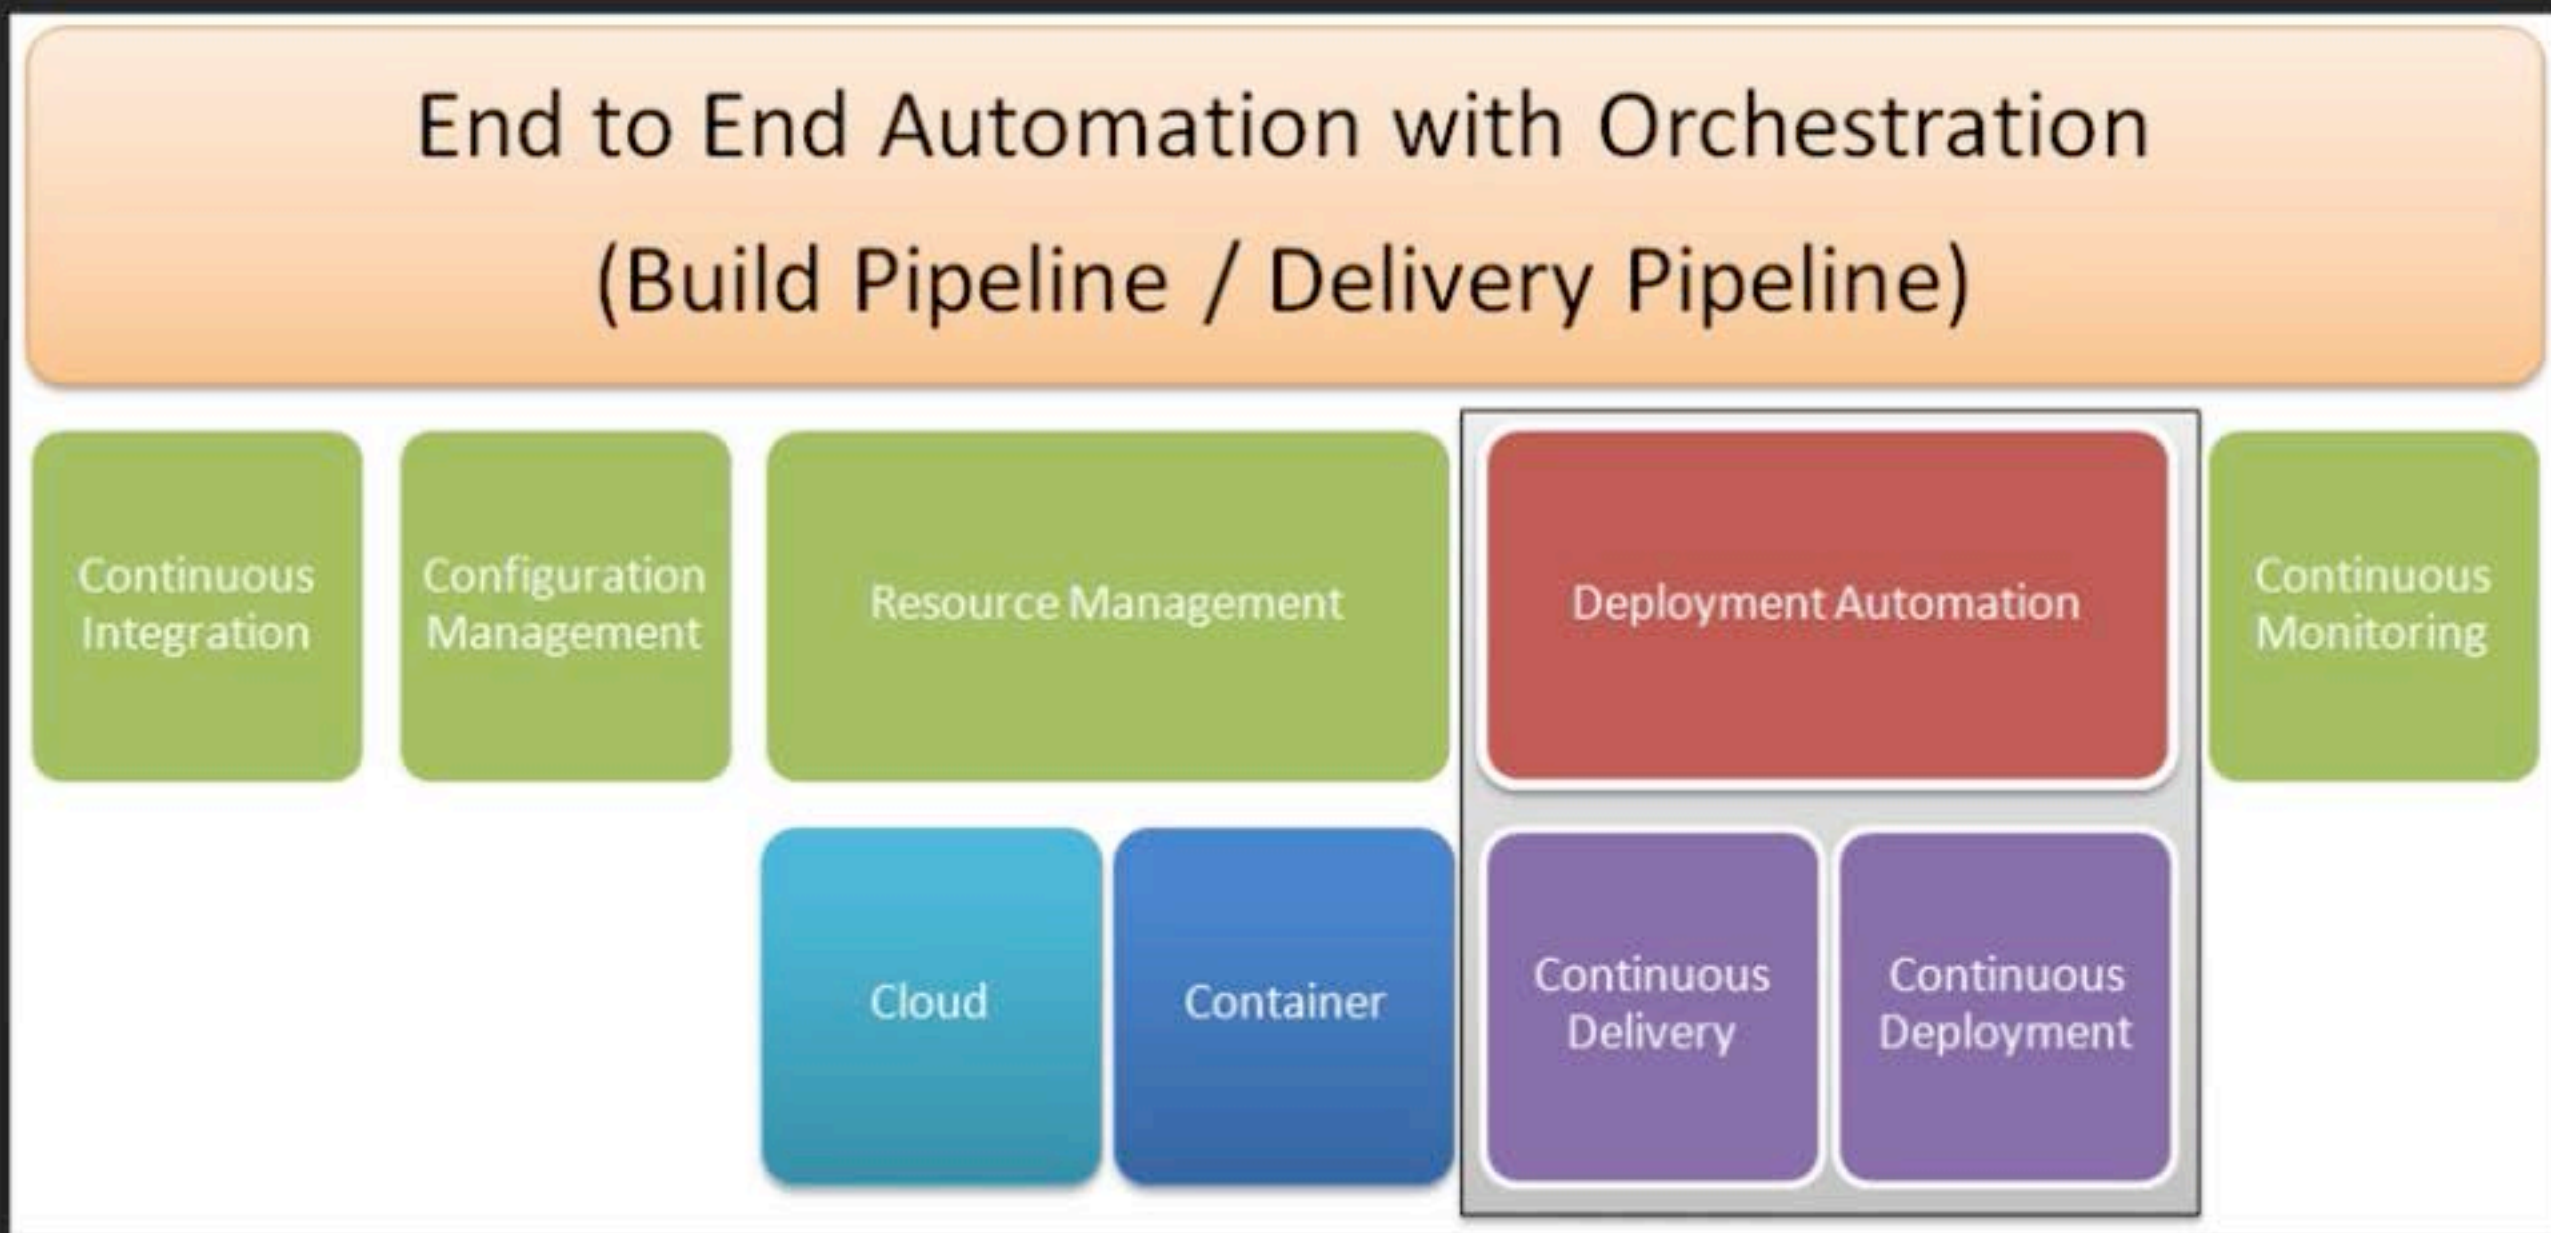 End to End Automation with Orchestration
(Build Pipeline / Delivery Pipeline)
Continuous
Integration
Configuration
Management
Resource Management
Deployment Automation
Continuous
Monitoring
Cloud
Container
Continuous
Delivery
Continuous
Deployment